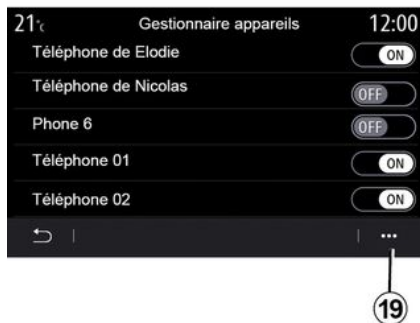 21°c Gestionnaire appareils 12:00
Téléphone de Elodie ON
Téléphone de Nicolas OFF
Phone 6 OFF
Téléphone 01 ON
Téléphone 02 ON
19